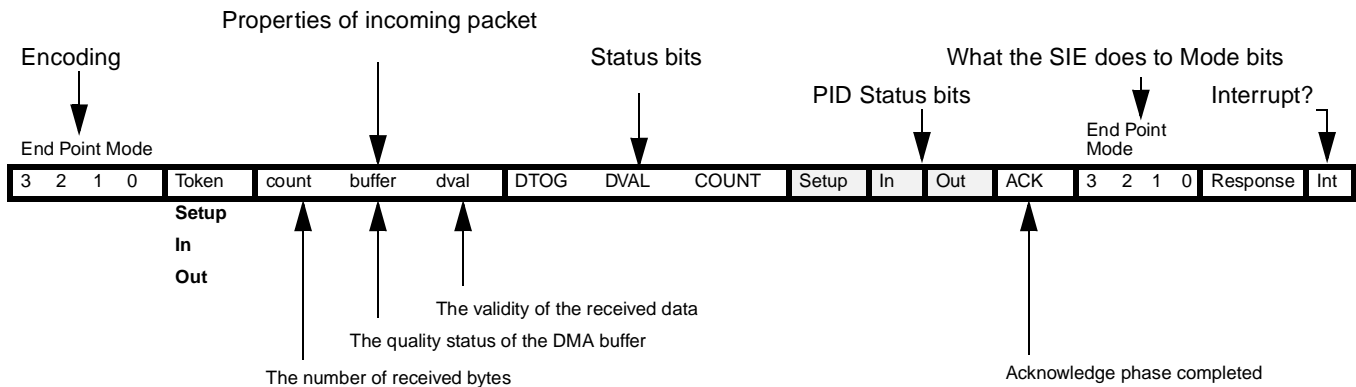 Properties of incoming packet
Encoding
Status bits
What the SIE does to Mode bits
PID Status bits
Interrupt?
End Point Mode
End Point
Mode
3 2 1 0 Token count buffer dval DTOG DVAL COUNT Setup In Out ACK 3 2 1 0 Response Int
Setup
In
Out
The validity of the received data
The quality status of the DMA buffer
The number of received bytes
Acknowledge phase completed